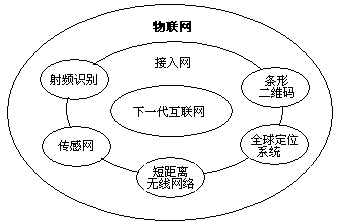 物联网
接入网
射频识别
条形
二维码
下一代互联网
传感网
全球定位
系统
短距离
无线网络